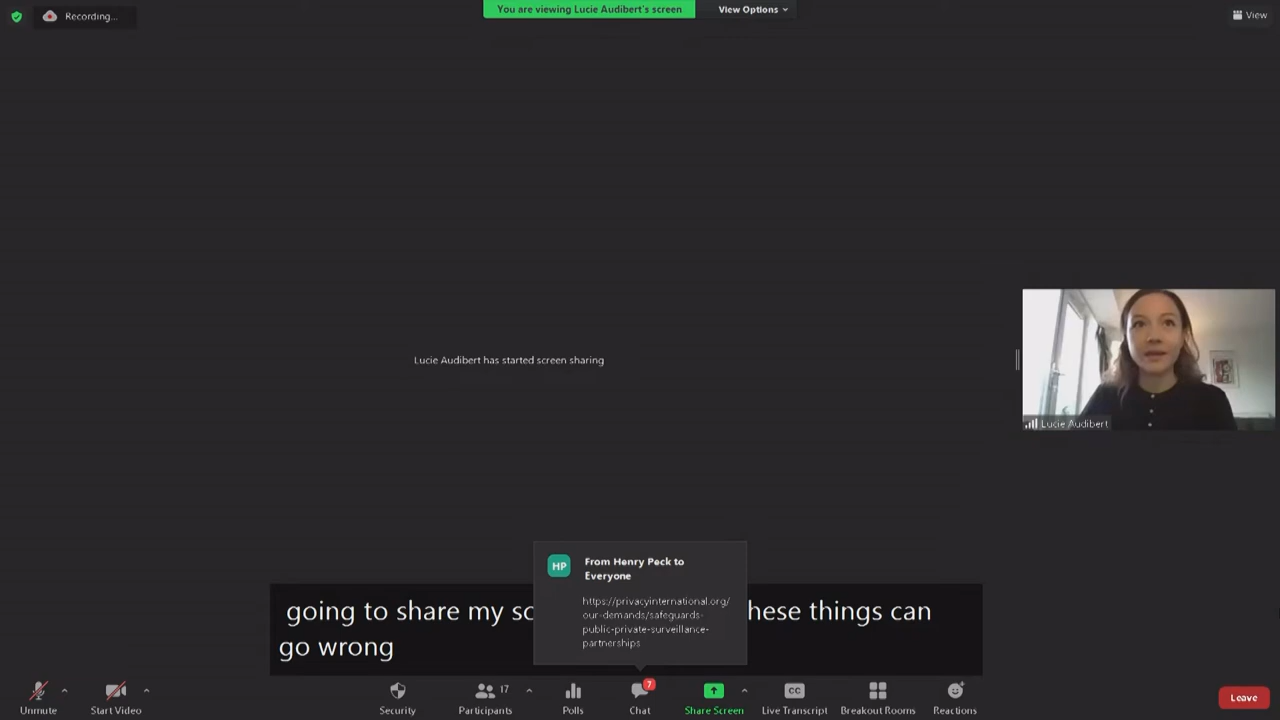 Recording...
You are viewing Lucie Audibert's screen
View Options
View
Lucie Audibert has started screen sharing
Lucie Audibert
HP
From Henry Peck to
Everyone
https://privacyinternational.org/
our-demands/safeguards-
public-private-surveillance-
partnerships
going to share my sc hese things can
go wrong
Unmute
Start Video
Security
Participants
17
Polls
Chat
7
Share Screen
CC
Live Transcript
Breakout Rooms
Reactions
Leave